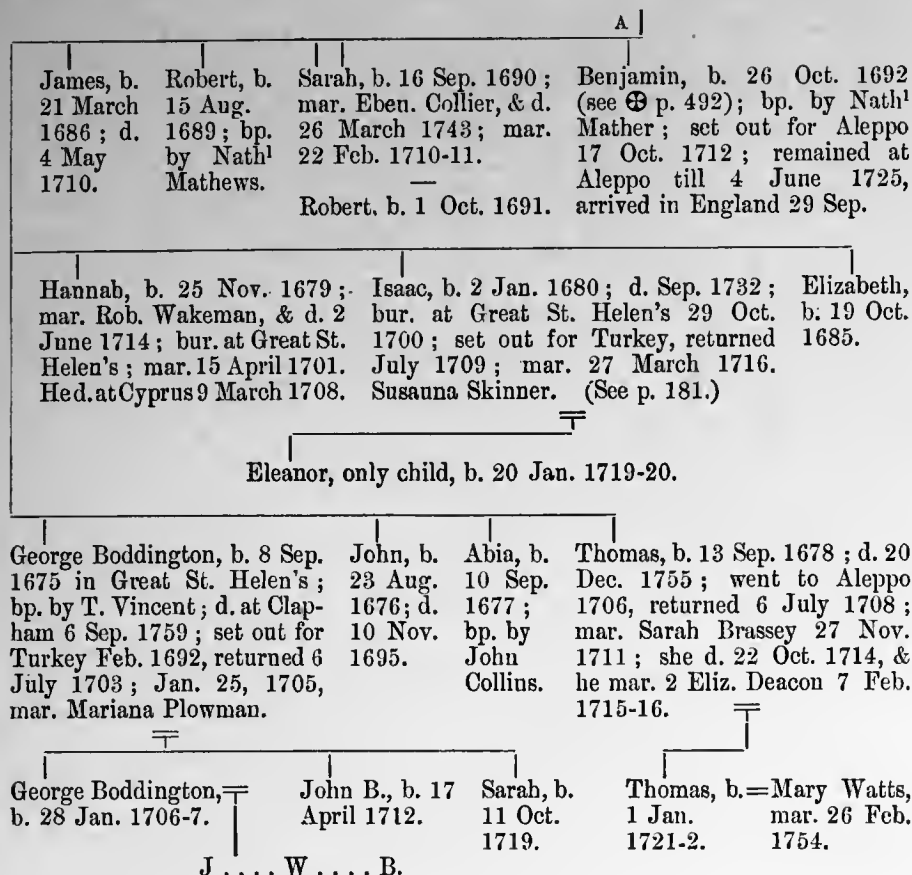 A
James, b.
21 March
1686 ; d.
4 May
1710.
Robert, b.
15 Aug.
1689 ; bp.
by Nathl
Mathews.
Sarah, b. 16 Sep. 1690 ;
mar. Eben. Collier, & d.
26 March 1743 ; mar.
22 Feb. 1710-11.
—
Robert, b. 1 Oct. 1691.
Benjamin, b. 26 Oct. 1692
(see ⊕ p. 492) ; bp. by Nathl
Mather ; set out for Aleppo
17 Oct. 1712 ; remained at
Aleppo till 4 June 1725,
arrived in England 29 Sep.
Hannab, b. 25 Nov. 1679 ;
mar. Rob. Wakeman, & d. 2
June 1714 ; bur. at Great St.
Helen's ; mar. 15 April 1701.
He d. at Cyprus 9 March 1708.
Isaac, b. 2 Jan. 1680 ; d. Sep. 1732 ;
bur. at Great St. Helen's 29 Oct.
1700 ; set out for Turkey, returned
July 1709 ; mar. 27 March 1716.
Susauna Skinner. (See p. 181.)
Elizabeth,
b. 19 Oct.
1685.
Eleanor, only child, b. 20 Jan. 1719-20.
George Boddington, b. 8 Sep.
1675 in Great St. Helen's ;
bp. by T. Vincent ; d. at Clap-
ham 6 Sep. 1759 ; set out for
Turkey Feb. 1692, returned 6
July 1703 ; Jan. 25, 1705,
mar. Mariana Plowman.
John, b.
23 Aug.
1676; d.
10 Nov.
1695.
Abia, b.
10 Sep.
1677 ;
bp. by
John
Collins.
Thomas, b. 13 Sep. 1678 ; d. 20
Dec. 1755 ; went to Aleppo
1706, returned 6 July 1708 ;
mar. Sarah Brassey 27 Nov.
1711 ; she d. 22 Oct. 1714, &
he mar. 2 Eliz. Deacon 7 Feb.
1715-16.
George Boddington,
b. 28 Jan. 1706-7.
John B., b. 17
April 1712.
Sarah, b.
11 Oct.
1719.
Thomas, b.=Mary Watts,
1 Jan. mar. 26 Feb.
1721-2. 1754.
J . . . . W . . . . B.